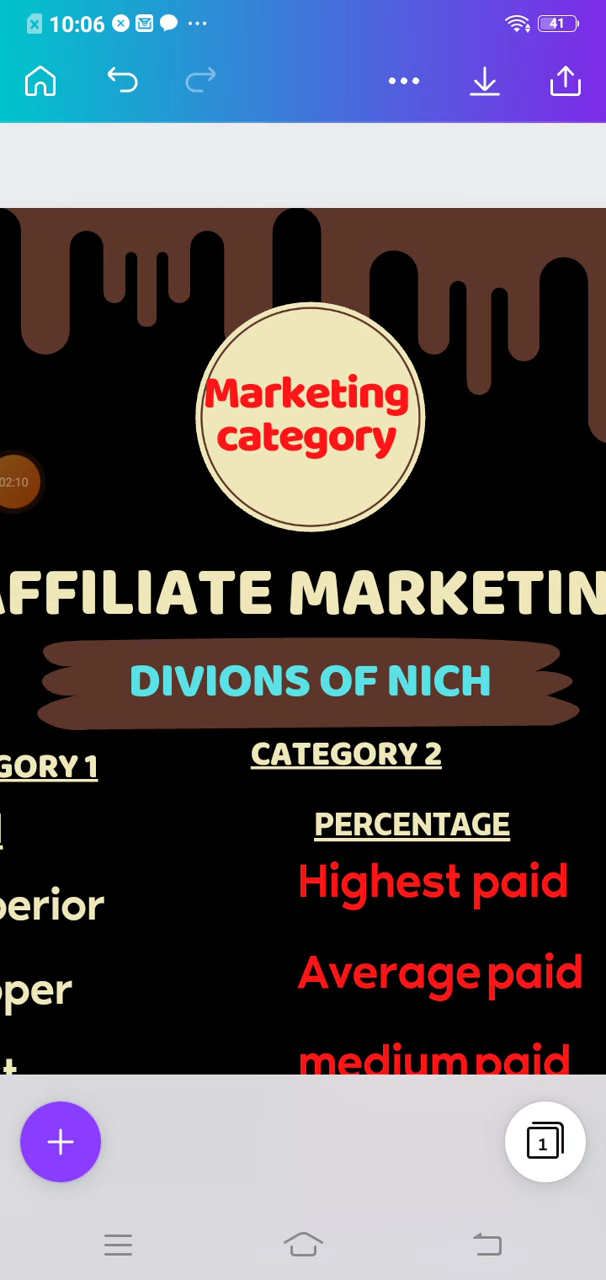 10:06
41
Marketing
category
02:10
AFFILIATE MARKETIN
DIVIONS OF NICH
GORY 1
CATEGORY 2
PERCENTAGE
Highest paid
perior
Average paid
pper
medium paid
1